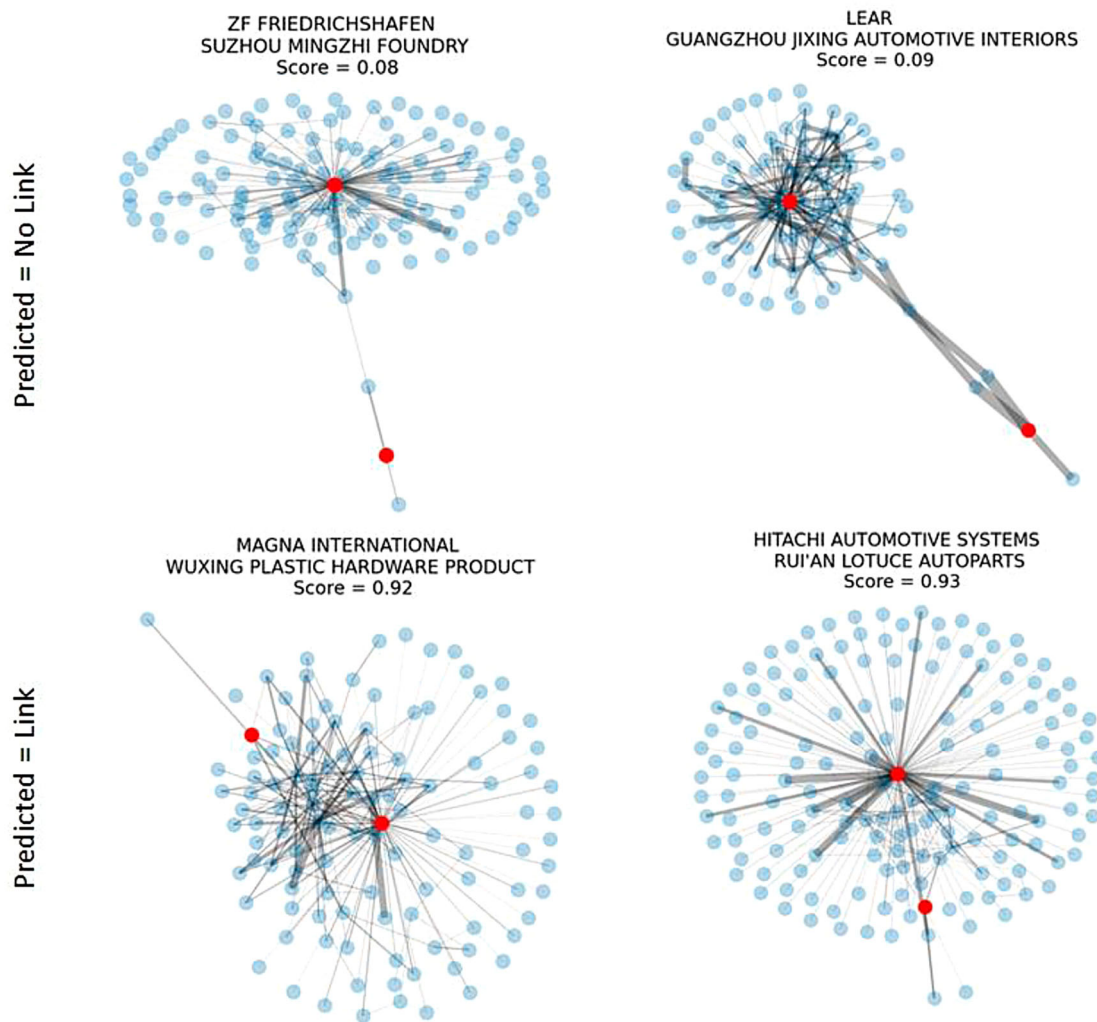 ZF FRIEDRICHSHAFEN
SUZHOU MINGZHI FOUNDRY
Score = 0.08
LEAR
GUANGZHOU JIXING AUTOMOTIVE INTERIORS
Score = 0.09
Predicted = No Link
MAGNA INTERNATIONAL
WUXING PLASTIC HARDWARE PRODUCT
Score = 0.92
HITACHI AUTOMOTIVE SYSTEMS
RUI'AN LOTUCE AUTOPARTS
Score = 0.93
Predicted = Link